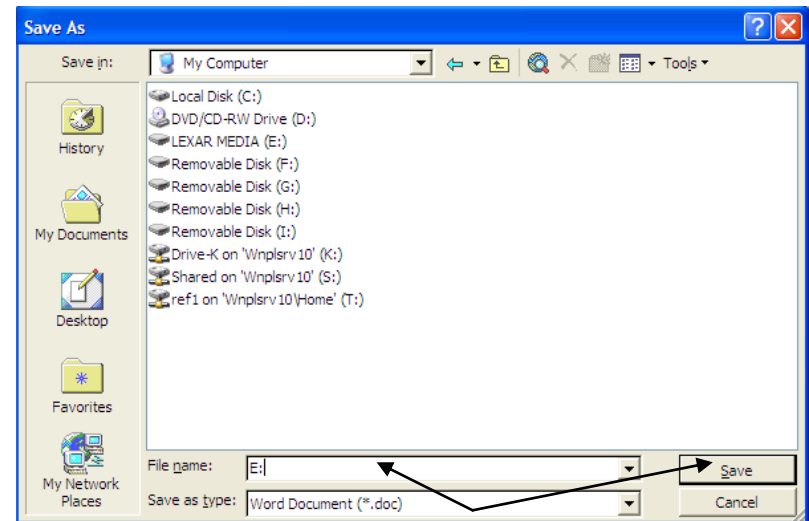 Save As
Save in:
My Computer
Tools
History
My Documents
Desktop
Favorites
My Network
Places
Local Disk (C:)
DVD/CD-RW Drive (D:)
LEXAR MEDIA (E:)
Removable Disk (F:)
Removable Disk (G:)
Removable Disk (H:)
Removable Disk (I:)
Drive-K on 'Wnplsrv10' (K:)
Shared on 'Wnplsrv10' (S:)
ref1 on 'Wnplsrv10\Home' (T:)
File name:
E:
Save
Save as type:
Word Document (*.doc)
Cancel